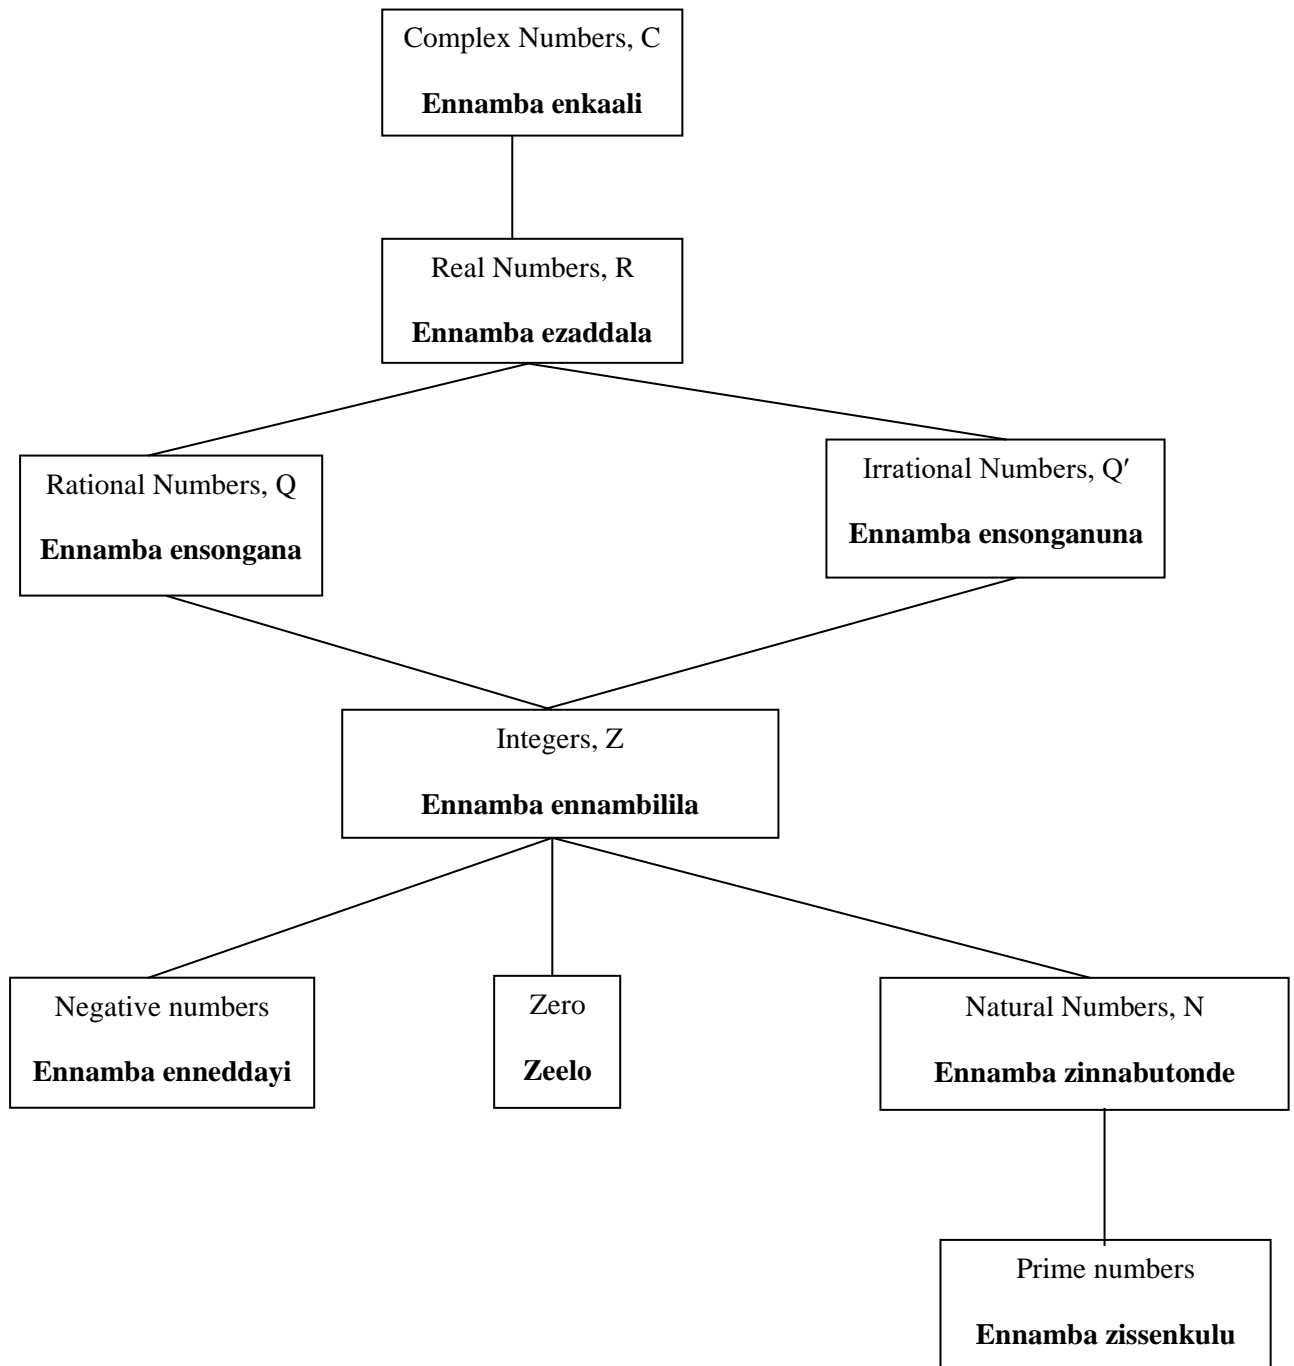 Complex Numbers, C
Ennamba enkaali
Real Numbers, R
Ennamba ezaddala
Rational Numbers, Q
Ennamba ensongana
Irrational Numbers, Q′
Ennamba ensonganuna
Integers, Z
Ennamba ennambilila
Negative numbers
Ennamba enneddayi
Zero
Zeelo
Natural Numbers, N
Ennamba zinnabutonde
Prime numbers
Ennamba zissenkulu